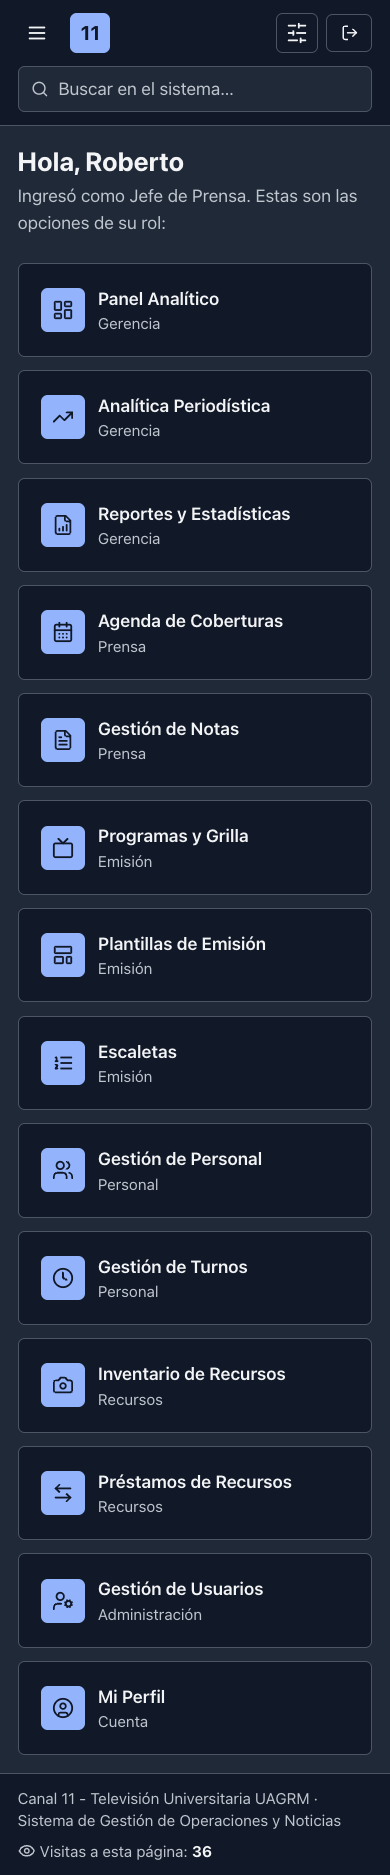 11
Buscar en el sistema...
Hola, Roberto
Ingresó como Jefe de Prensa. Estas son las
opciones de su rol:
Panel Analítico
Gerencia
Analítica Periodística
Gerencia
Reportes y Estadísticas
Gerencia
Agenda de Coberturas
Prensa
Gestión de Notas
Prensa
Programas y Grilla
Emisión
Plantillas de Emisión
Emisión
Escaletas
Emisión
Gestión de Personal
Personal
Gestión de Turnos
Personal
Inventario de Recursos
Recursos
Préstamos de Recursos
Recursos
Gestión de Usuarios
Administración
Mi Perfil
Cuenta
Canal 11 - Televisión Universitaria UAGRM ·
Sistema de Gestión de Operaciones y Noticias
Visitas a esta página: 36